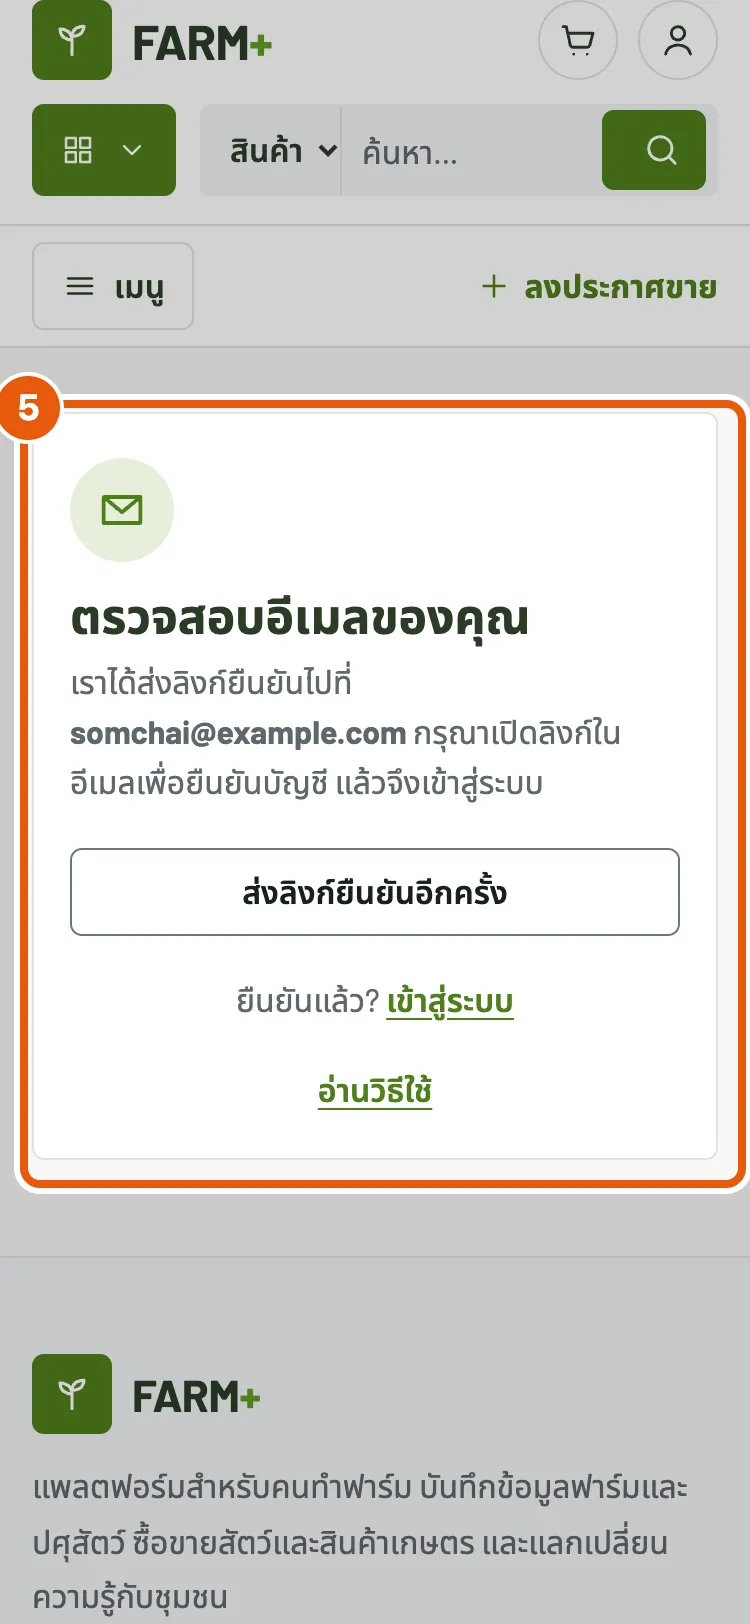 FARM+
สินค้า
ค้นหา...
เมนู
+ ลงประกาศขาย
5
ตรวจสอบอีเมลของคุณ
เราได้ส่งลิงก์ยืนยันไปที่
somchai@example.com กรุณาเปิดลิงก์ใน
อีเมลเพื่อยืนยันบัญชี แล้วจึงเข้าสู่ระบบ
ส่งลิงก์ยืนยันอีกครั้ง
ยืนยันแล้ว? เข้าสู่ระบบ
อ่านวิธีใช้
FARM+
แพลตฟอร์มสำหรับคนทำฟาร์ม บันทึกข้อมูลฟาร์มและ
ปศุสัตว์ ซื้อขายสัตว์และสินค้าเกษตร และแลกเปลี่ยน
ความรู้กับชุมชน